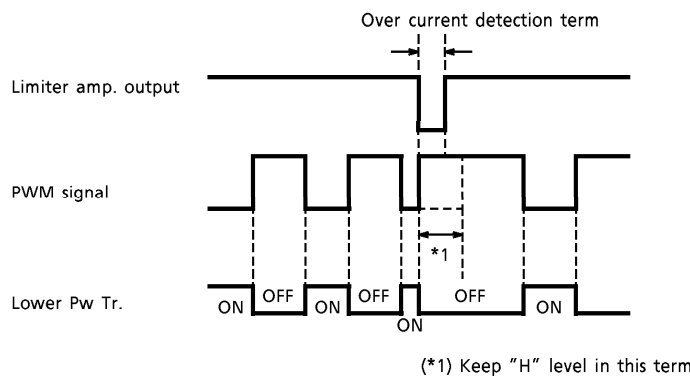 Over current detection term
Limiter amp. output
PWM signal
*1
Lower Pw Tr.
ON
OFF
ON
OFF
ON
OFF
ON
(*1) Keep "H" level in this term